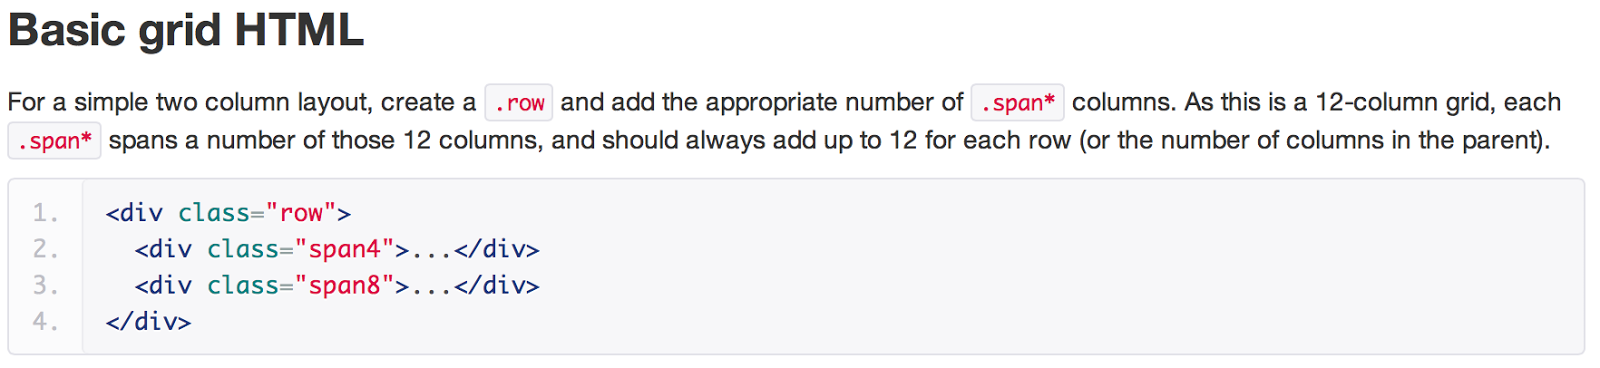 Basic grid HTML
For a simple two column layout, create a .row and add the appropriate number of .span* columns. As this is a 12-column grid, each
.span* spans a number of those 12 columns, and should always add up to 12 for each row (or the number of columns in the parent).
1. <div class="row">
2.   <div class="span4">...</div>
3.   <div class="span8">...</div>
4. </div>